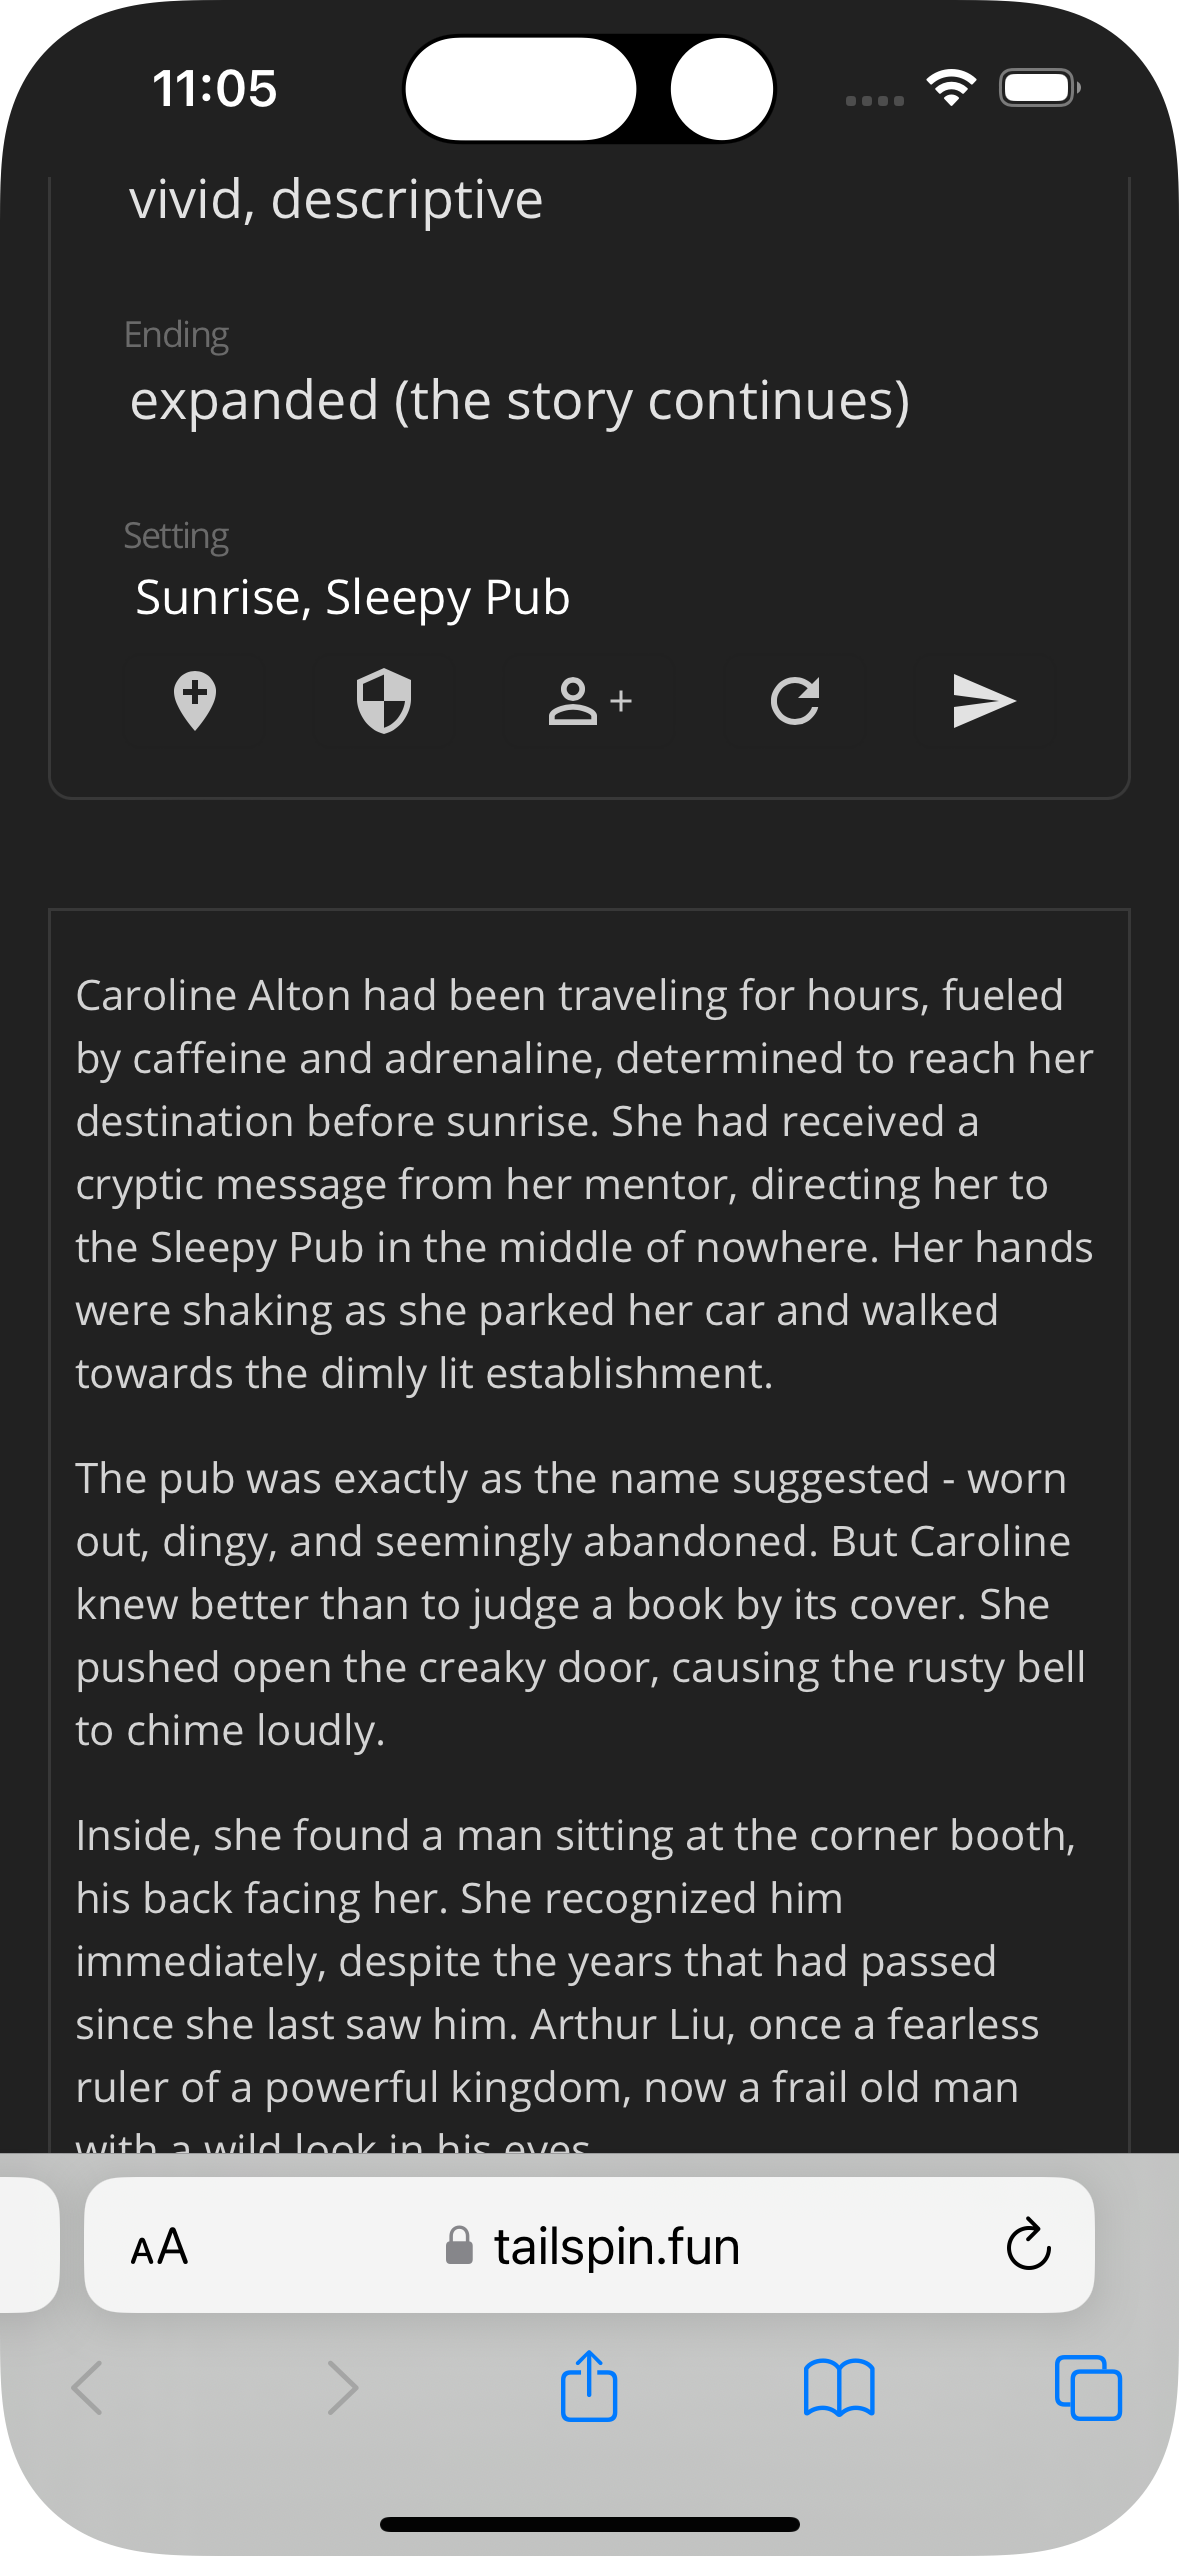 11:05
vivid, descriptive
Ending
expanded (the story continues)
Setting
Sunrise, Sleepy Pub
+
Caroline Alton had been traveling for hours, fueled
by caffeine and adrenaline, determined to reach her
destination before sunrise. She had received a
cryptic message from her mentor, directing her to
the Sleepy Pub in the middle of nowhere. Her hands
were shaking as she parked her car and walked
towards the dimly lit establishment.
The pub was exactly as the name suggested - worn
out, dingy, and seemingly abandoned. But Caroline
knew better than to judge a book by its cover. She
pushed open the creaky door, causing the rusty bell
to chime loudly.
Inside, she found a man sitting at the corner booth,
his back facing her. She recognized him
immediately, despite the years that had passed
since she last saw him. Arthur Liu, once a fearless
ruler of a powerful kingdom, now a frail old man
with a wild look in his eyes
AA
tailspin.fun